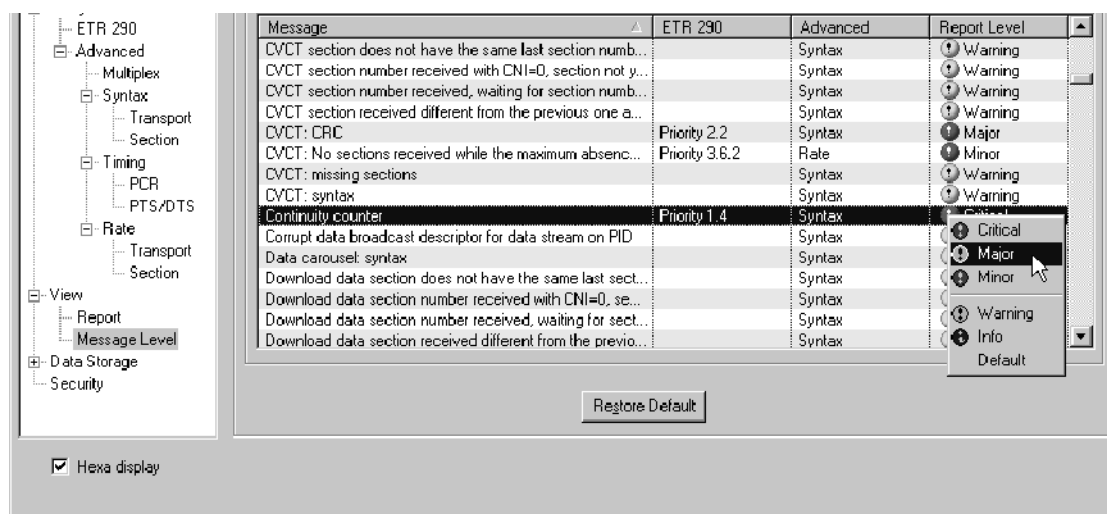 ETR 290
Advanced
Multiplex
Syntax
Transport
Section
Timing
PCR
PTS/DTS
Rate
Transport
Section
View
Report
Message Level
Data Storage
Security
Message ETR 290 Advanced Report Level
CVCT section does not have the same last section numb... Syntax Warning
CVCT section number received with CNI=0, section not y... Syntax Warning
CVCT section number received, waiting for section numb... Syntax Warning
CVCT section received different from the previous one a... Syntax Warning
CVCT: CRC Priority 2.2 Syntax Major
CVCT: No sections received while the maximum absenc... Priority 3.6.2 Rate Minor
CVCT: missing sections Syntax Warning
CVCT: syntax Syntax Warning
Continuity counter Priority 1.4 Syntax Critical
Corrupt data broadcast descriptor for data stream on PID Syntax
Data carousel: syntax Syntax
Download data section does not have the same last sect... Syntax
Download data section number received with CNI=0, se... Syntax
Download data section number received, waiting for sect... Syntax
Download data section received different from the previo... Syntax
Critical
Major
Minor
Warning
Info
Default
Restore Default
Hexa display